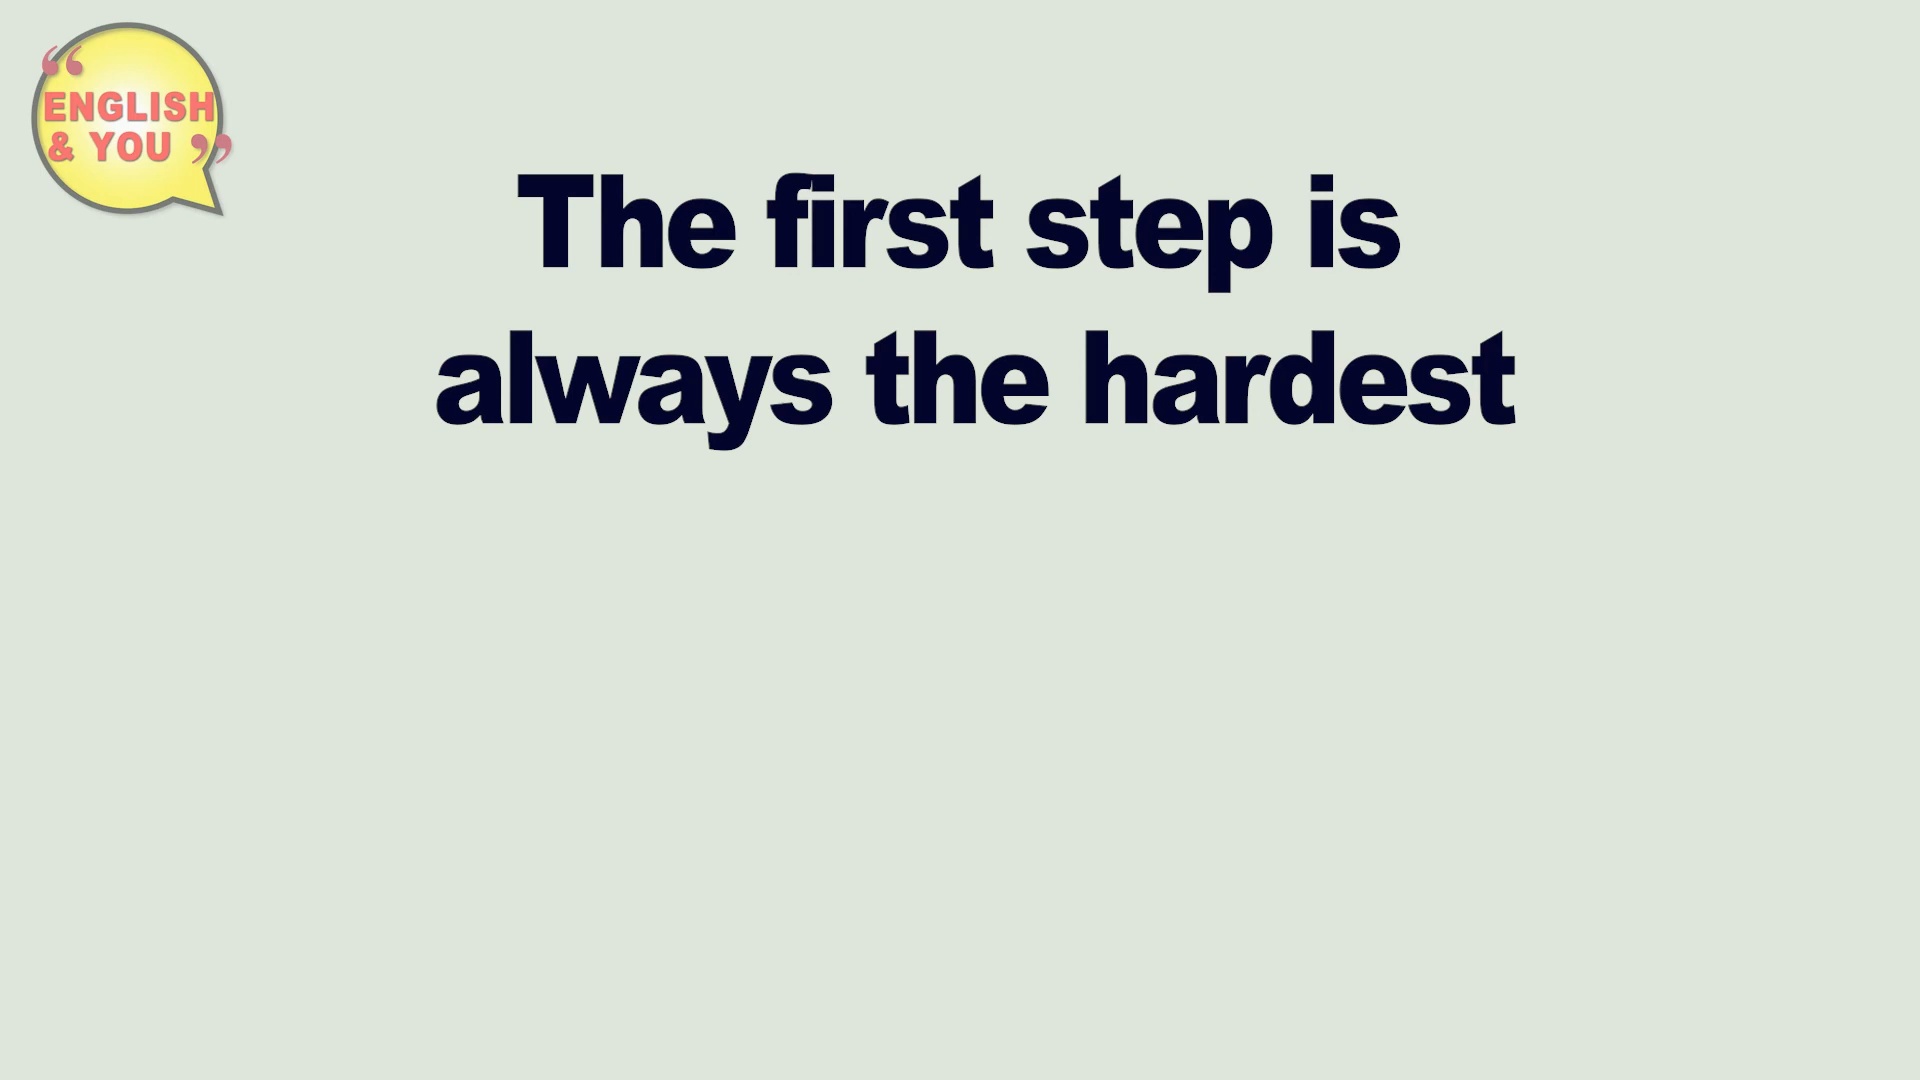 “ENGLISH
& YOU”
The first step is
always the hardest